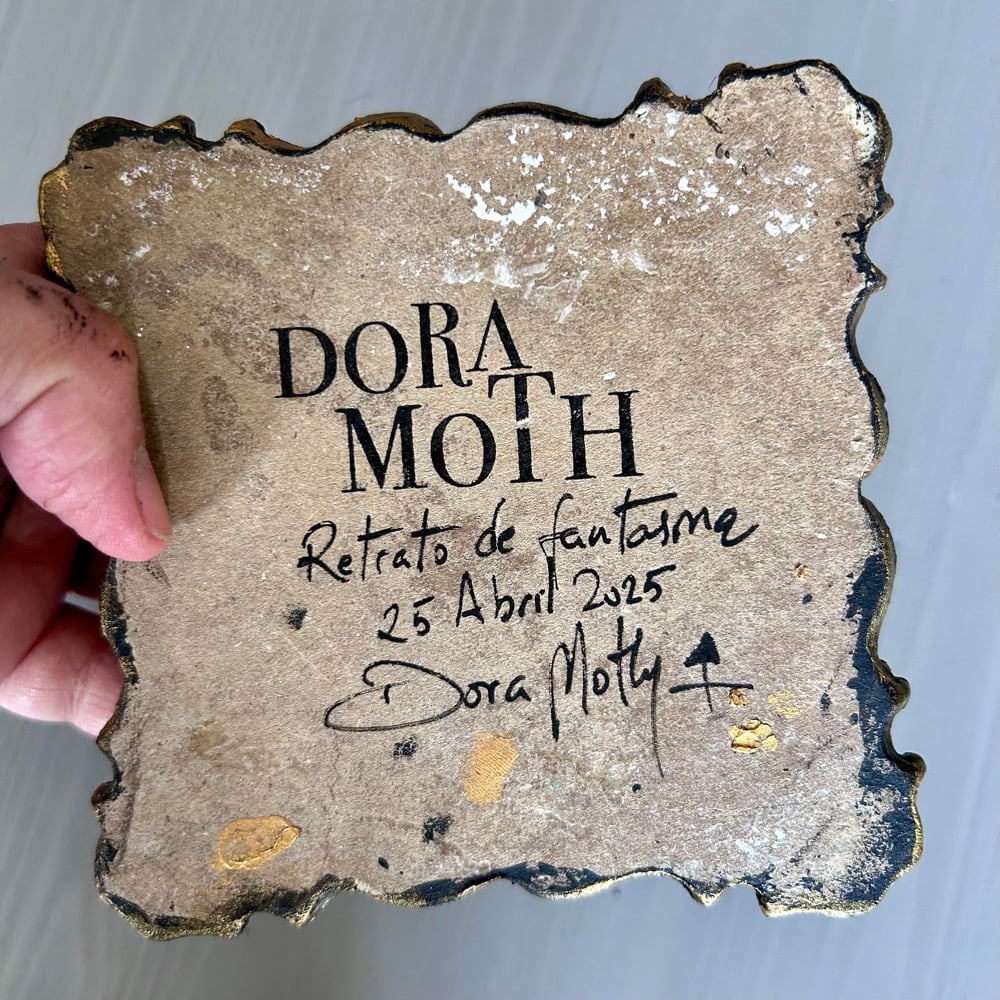 DORA
MOTH
Retrato de fantasma
25 Abril 2025
Dora Moth